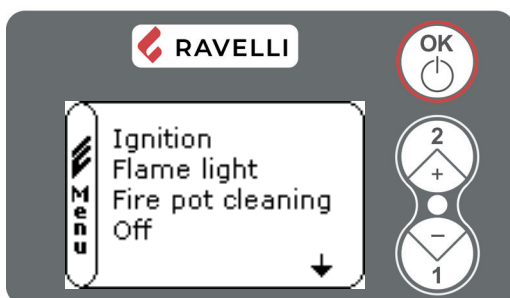 RAVELLI
OK
Menu
Ignition
Flame light
Fire pot cleaning
Off
2
+
−
1